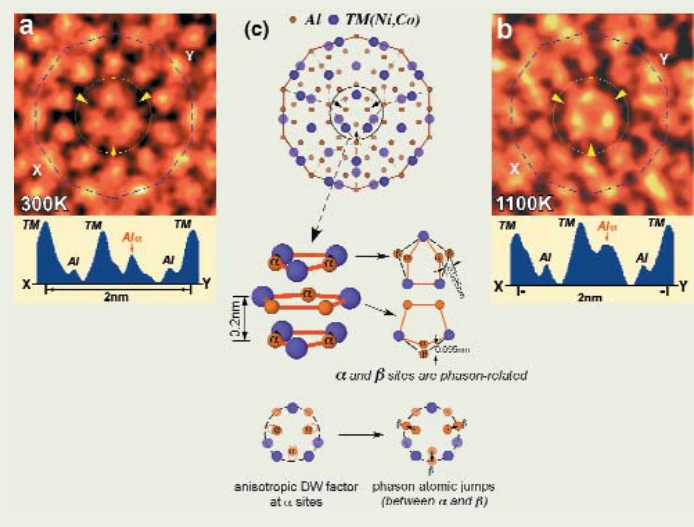 a
Y
X
300K
TM
TM
Alα
TM
Al
Al
X
Y
2nm
(c)
Al TM(Ni,Co)
α
α
α
α
α
0.2nm
β
α
α
β
α
β
0.095nm
α and β sites are phason-related
α
α
α
anisotropic DW factor
at α sites
β
β
β
phason atomic jumps
(between α and β)
b
Y
X
1100K
TM
TM
Alα
TM
Al
Al
X
Y
2nm